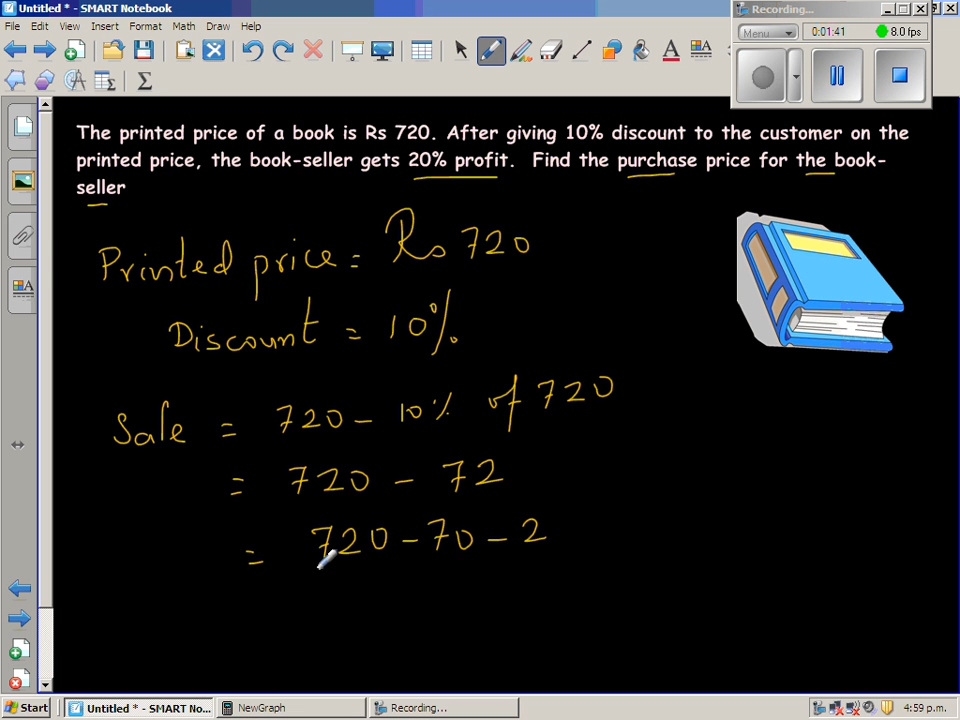 Untitled * - SMART Notebook
Recording...
File Edit View Insert Format Math Draw Help
Menu
0:01:41
8.0 fps
The printed price of a book is Rs 720. After giving 10% discount to the customer on the
printed price, the book-seller gets 20% profit. Find the purchase price for the book-
seller
Printed price = Rs 720
Discount = 10%.
Sale = 720 - 10% of 720
= 720 - 72
= 720 - 70 - 2
Start
Untitled * - SMART No...
NewGraph
Recording...
4:59 p.m.